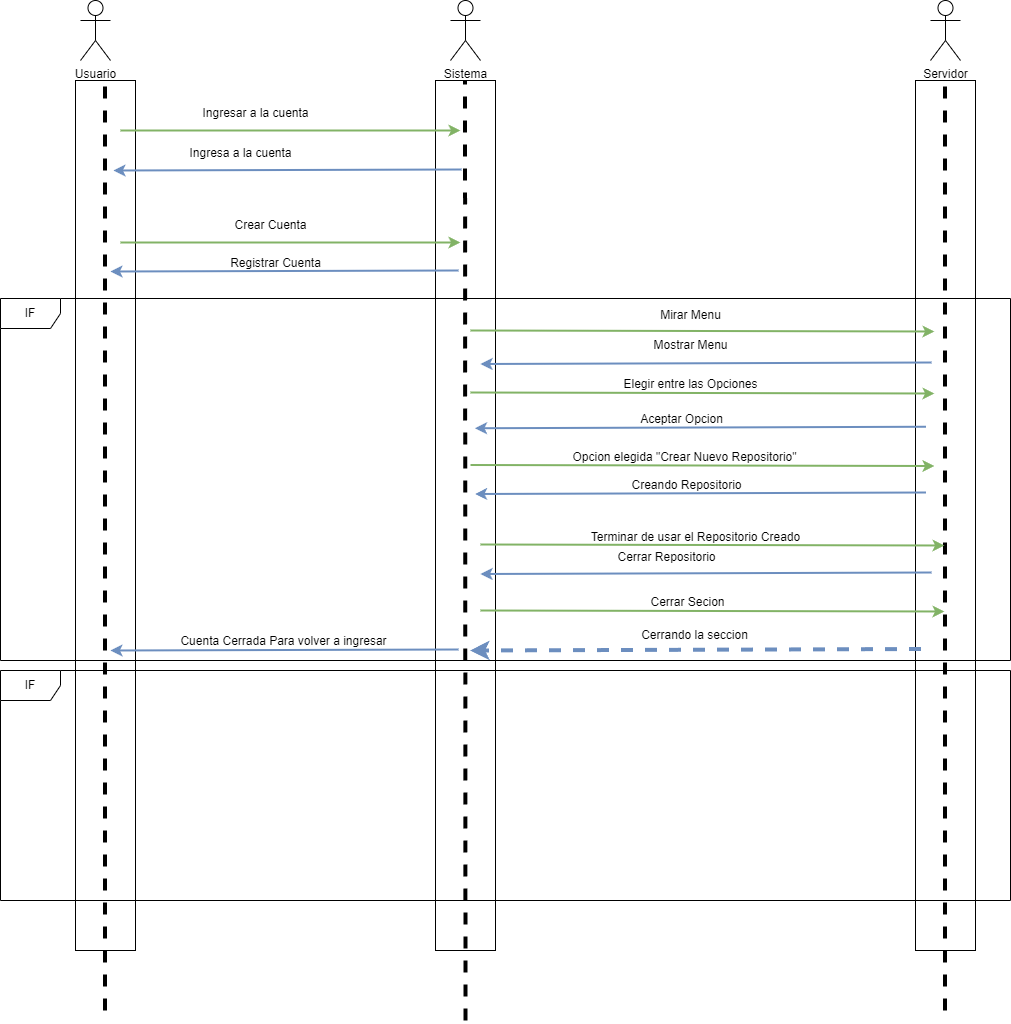 Usuario
Sistema
Servidor
Ingresar a la cuenta
Ingresa a la cuenta
Crear Cuenta
Registrar Cuenta
IF
Mirar Menu
Mostrar Menu
Elegir entre las Opciones
Aceptar Opcion
Opcion elegida "Crear Nuevo Repositorio"
Creando Repositorio
Terminar de usar el Repositorio Creado
Cerrar Repositorio
Cerrar Secion
Cerrando la seccion
Cuenta Cerrada Para volver a ingresar
IF